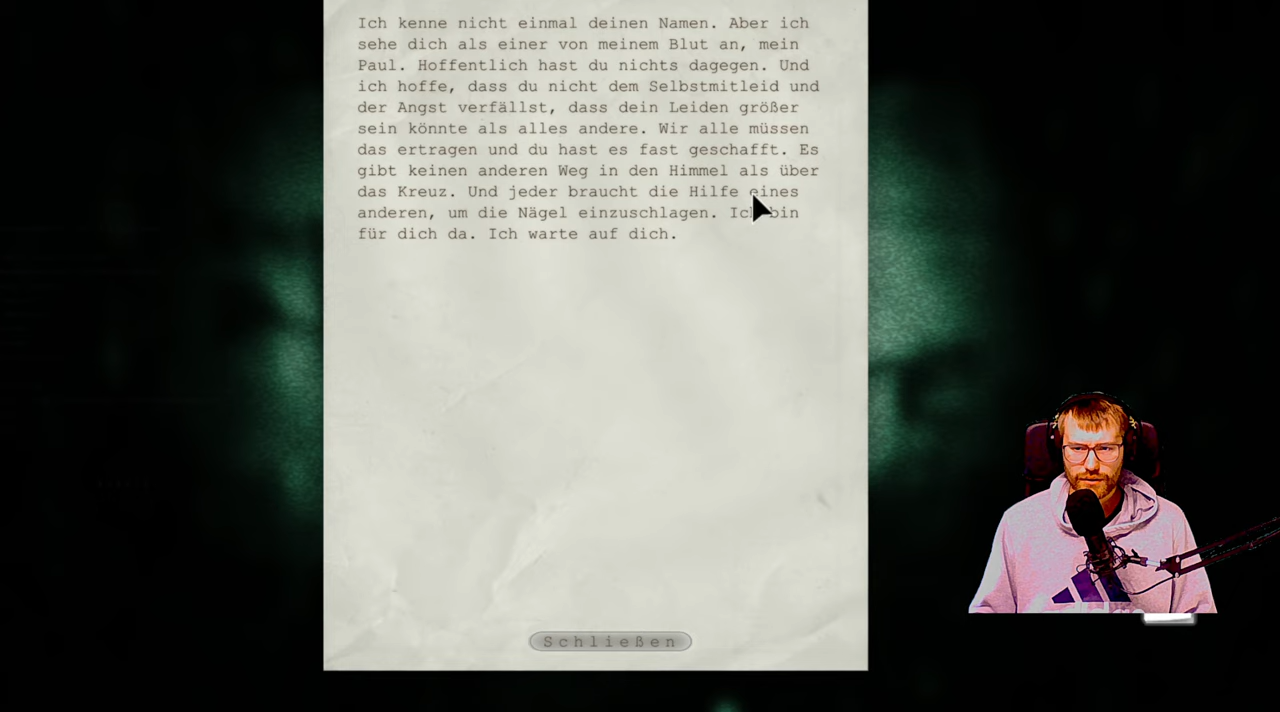 Ich kenne nicht einmal deinen Namen. Aber ich
sehe dich als einer von meinem Blut an, mein
Paul. Hoffentlich hast du nichts dagegen. Und
ich hoffe, dass du nicht dem Selbstmitleid und
der Angst verfällst, dass dein Leiden größer
sein könnte als alles andere. Wir alle müssen
das ertragen und du hast es fast geschafft. Es
gibt keinen anderen Weg in den Himmel als über
das Kreuz. Und jeder braucht die Hilfe eines
anderen, um die Nägel einzuschlagen. Ich bin
für dich da. Ich warte auf dich.
Schließen